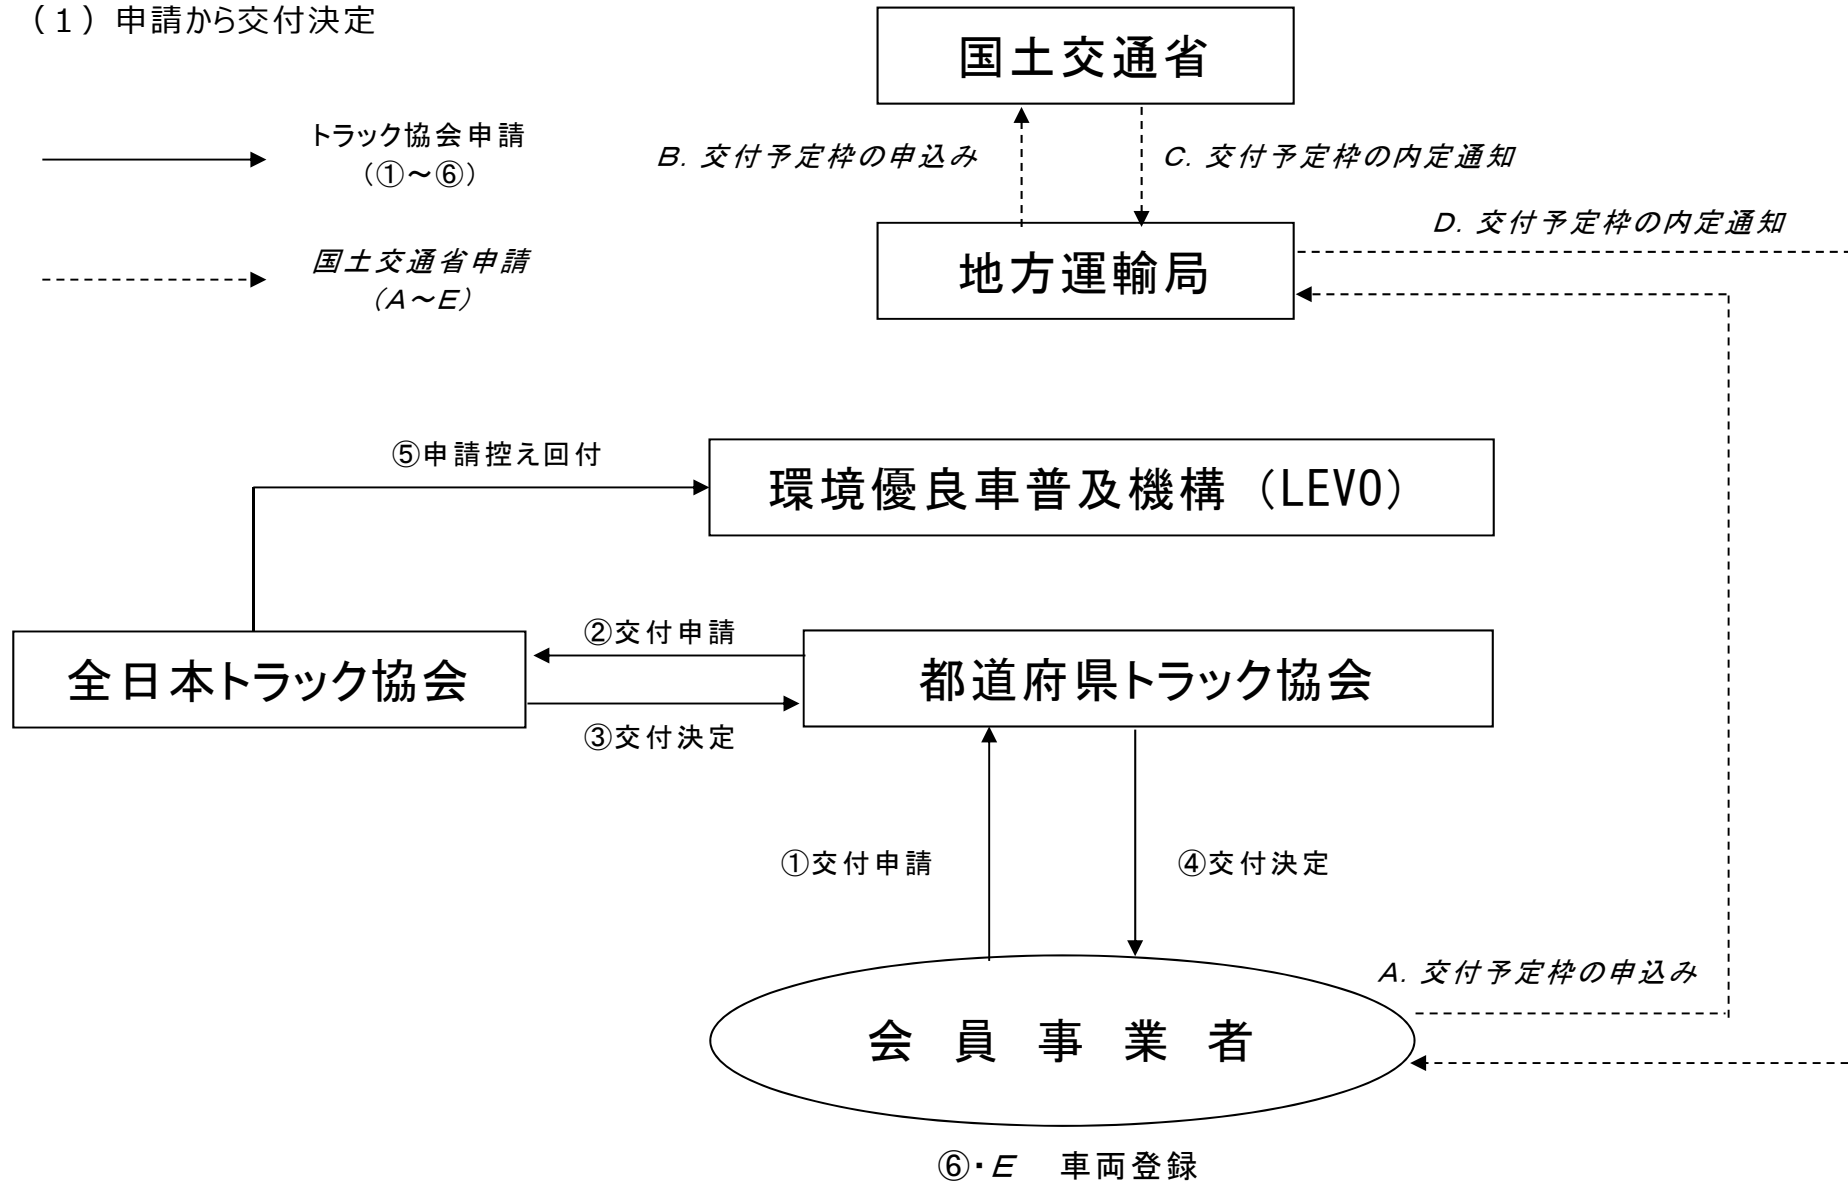 （１）申請から交付決定
国土交通省
トラック協会申請
（①～⑥）
B. 交付予定枠の申込み
C. 交付予定枠の内定通知
D. 交付予定枠の内定通知
国土交通省申請
（A～E）
地方運輸局
⑤申請控え回付
環境優良車普及機構（LEVO）
②交付申請
全日本トラック協会
都道府県トラック協会
③交付決定
①交付申請
④交付決定
A. 交付予定枠の申込み
会員事業者
⑥・E　車両登録